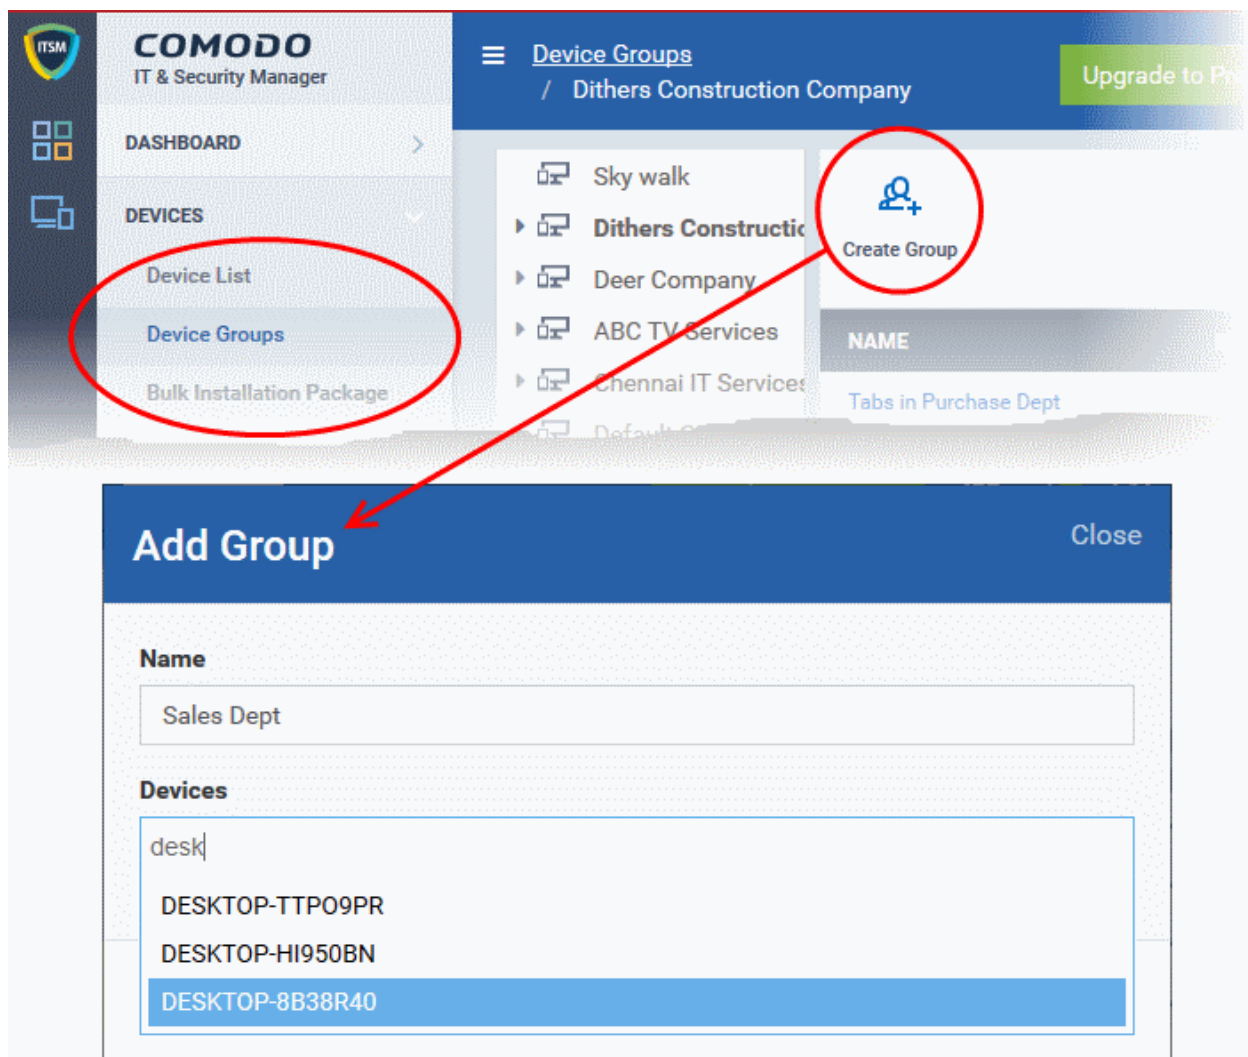 ITSM
COMODO
IT & Security Manager
Device Groups
/ Dithers Construction Company
Upgrade to
DASHBOARD
DEVICES
Device List
Device Groups
Bulk Installation Package
Sky walk
Dithers Constructio
Deer Company
ABC TV Services
Chennai IT Services
Default
Create Group
NAME
Tabs in Purchase Dept
Add Group
Close
Name
Sales Dept
Devices
desk
DESKTOP-TTPO9PR
DESKTOP-HI950BN
DESKTOP-8B38R40